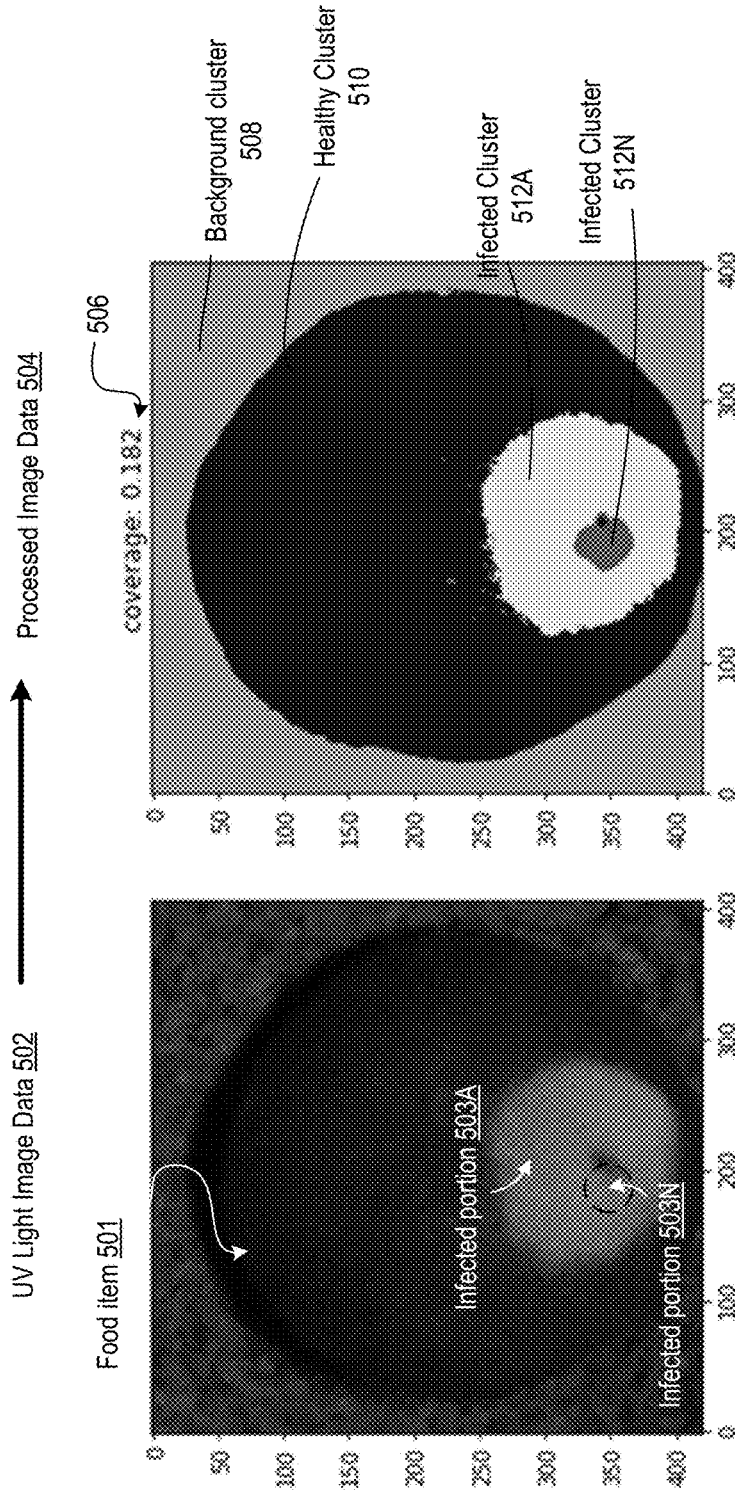 UV Light Image Data 502
Processed Image Data 504
Food item 501
Infected portion 503A
Infected portion 503N
0
50
100
150
200
250
300
350
400
0
100
200
300
400
coverage: 0.182
506
Background cluster
508
Healthy Cluster
510
Infected Cluster
512A
Infected Cluster
512N
0
50
100
150
200
250
300
350
400
0
100
200
300
400